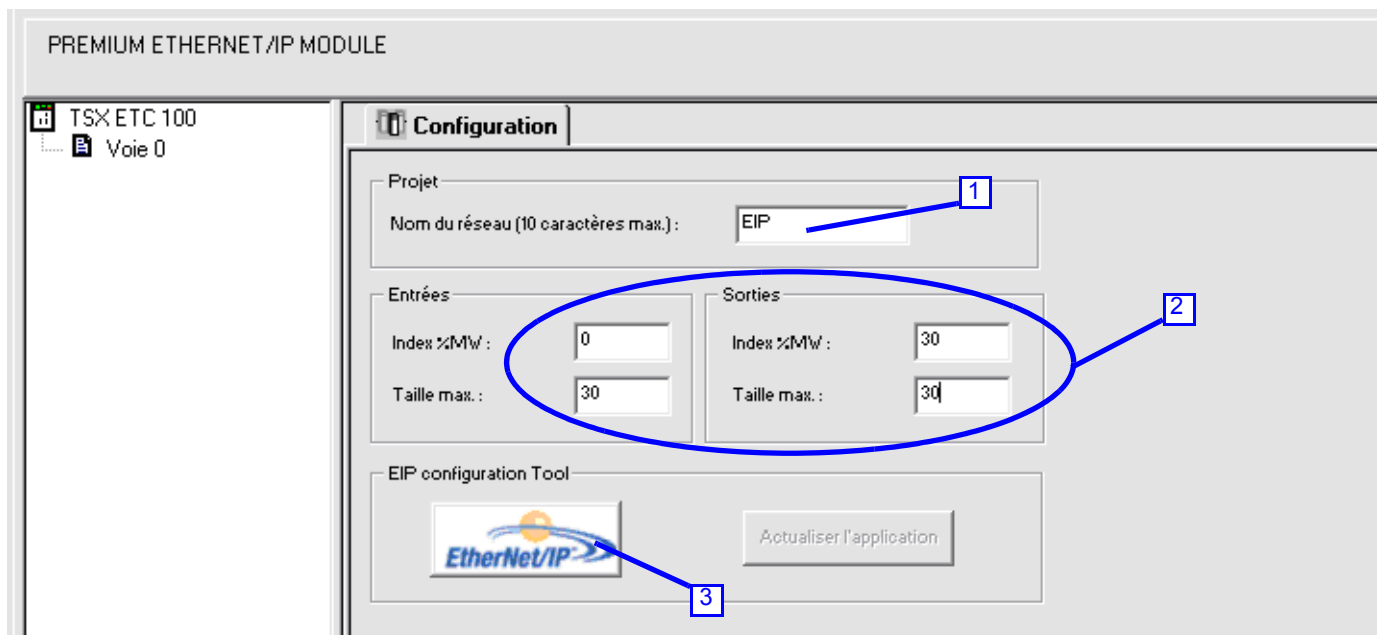 PREMIUM ETHERNET/IP MODULE
TSX ETC 100
Voie 0
Configuration
Projet
Nom du réseau (10 caractères max.) :
EIP
1
Entrées
Index %MW :
0
Taille max. :
30
Sorties
Index %MW :
30
Taille max. :
30
2
EIP configuration Tool
EtherNet/IP
Actualiser l'application
3